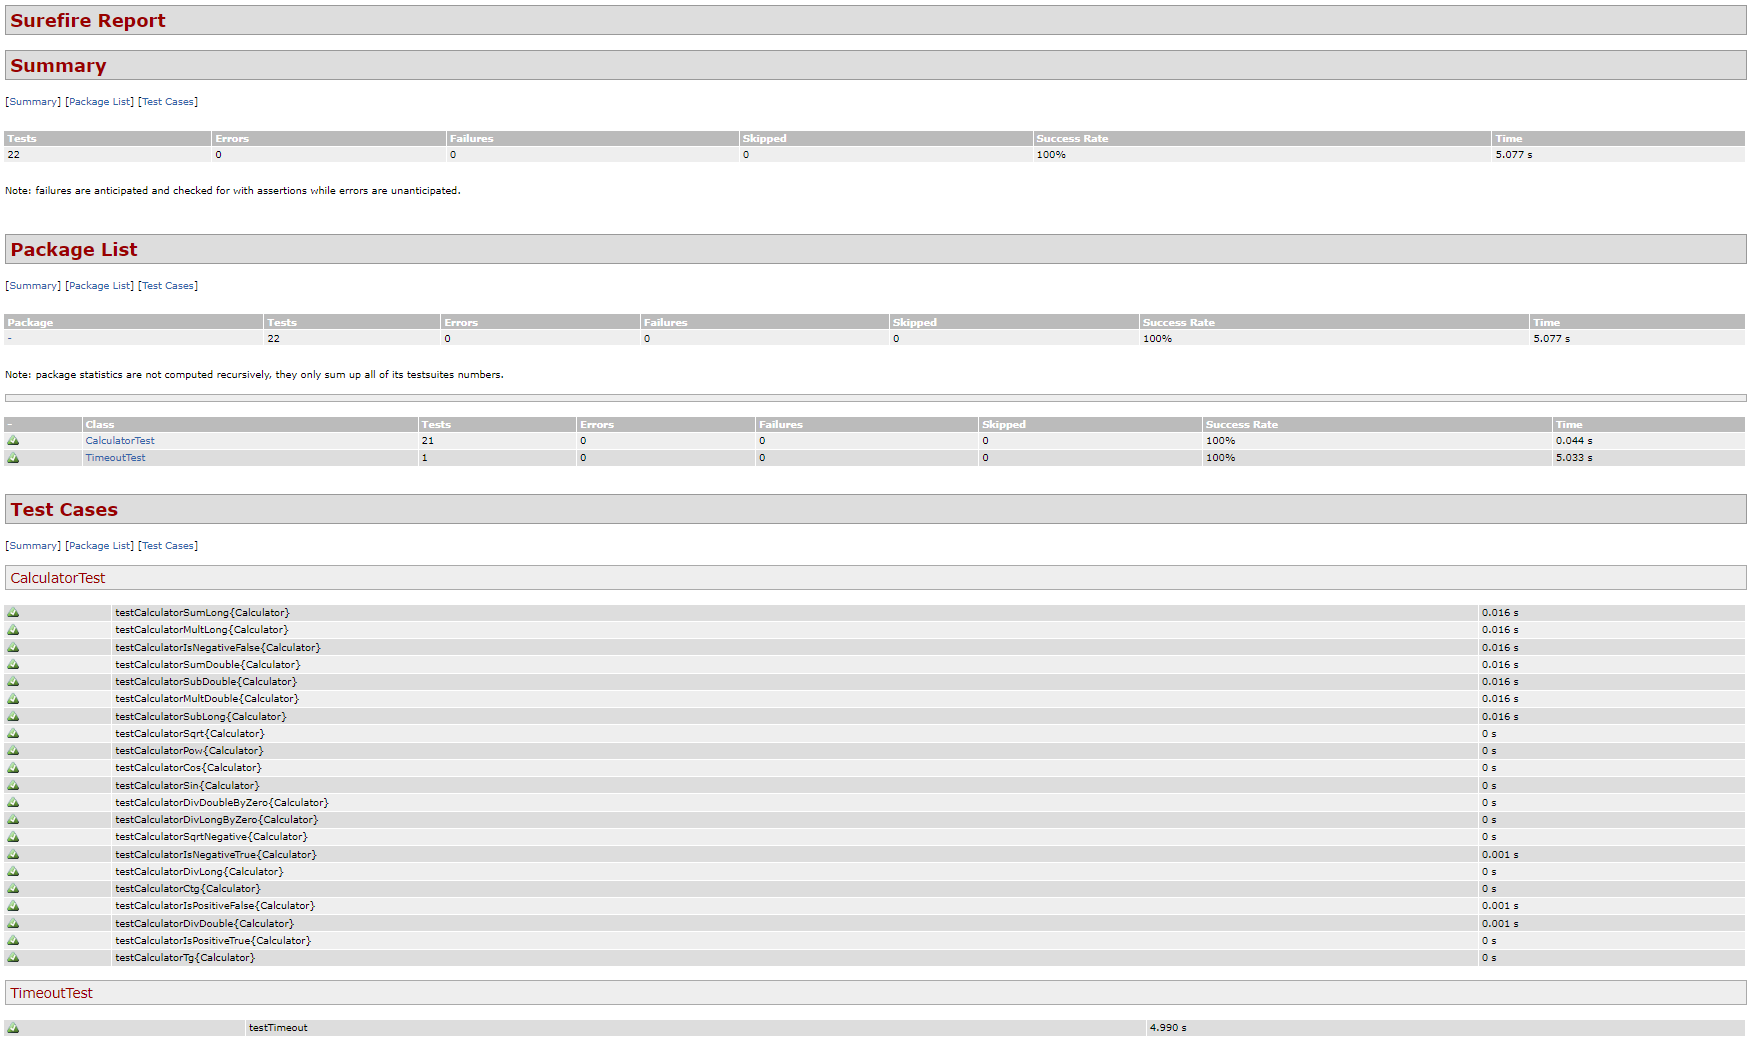 Surefire Report
Summary
[Summary] [Package List] [Test Cases]
Tests Errors Failures Skipped Success Rate Time
22 0 0 0 100% 5.077 s
Note: failures are anticipated and checked for with assertions while errors are unanticipated.
Package List
[Summary] [Package List] [Test Cases]
Package Tests Errors Failures Skipped Success Rate Time
- 22 0 0 0 100% 5.077 s
Note: package statistics are not computed recursively, they only sum up all of its testsuites numbers.
- Class Tests Errors Failures Skipped Success Rate Time
CalculatorTest 21 0 0 0 100% 0.044 s
TimeoutTest 1 0 0 0 100% 5.033 s
Test Cases
[Summary] [Package List] [Test Cases]
CalculatorTest
testCalculatorSumLong{Calculator} 0.016 s
testCalculatorMultLong{Calculator} 0.016 s
testCalculatorIsNegativeFalse{Calculator} 0.016 s
testCalculatorSumDouble{Calculator} 0.016 s
testCalculatorSubDouble{Calculator} 0.016 s
testCalculatorMultDouble{Calculator} 0.016 s
testCalculatorSubLong{Calculator} 0.016 s
testCalculatorSqrt{Calculator} 0 s
testCalculatorPow{Calculator} 0 s
testCalculatorCos{Calculator} 0 s
testCalculatorSin{Calculator} 0 s
testCalculatorDivDoubleByZero{Calculator} 0 s
testCalculatorDivLongByZero{Calculator} 0 s
testCalculatorSqrtNegative{Calculator} 0 s
testCalculatorIsNegativeTrue{Calculator} 0.001 s
testCalculatorDivLong{Calculator} 0 s
testCalculatorCtg{Calculator} 0 s
testCalculatorIsPositiveFalse{Calculator} 0.001 s
testCalculatorDivDouble{Calculator} 0.001 s
testCalculatorIsPositiveTrue{Calculator} 0 s
testCalculatorTg{Calculator} 0 s
TimeoutTest
testTimeout 4.990 s